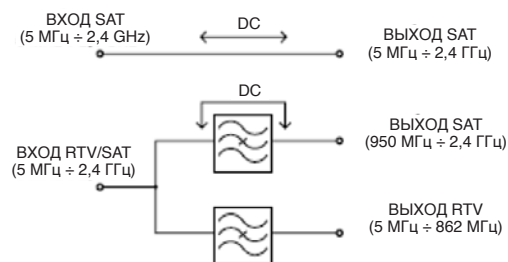 ВХОД SAT
(5 МГц ÷ 2,4 GHz)
DC
ВЫХОД SAT
(5 МГц ÷ 2,4 ГГц)
DC
ВЫХОД SAT
(950 МГц ÷ 2,4 ГГц)
ВХОД RTV/SAT
(5 МГц ÷ 2,4 ГГц)
ВЫХОД RTV
(5 МГц ÷ 862 МГц)